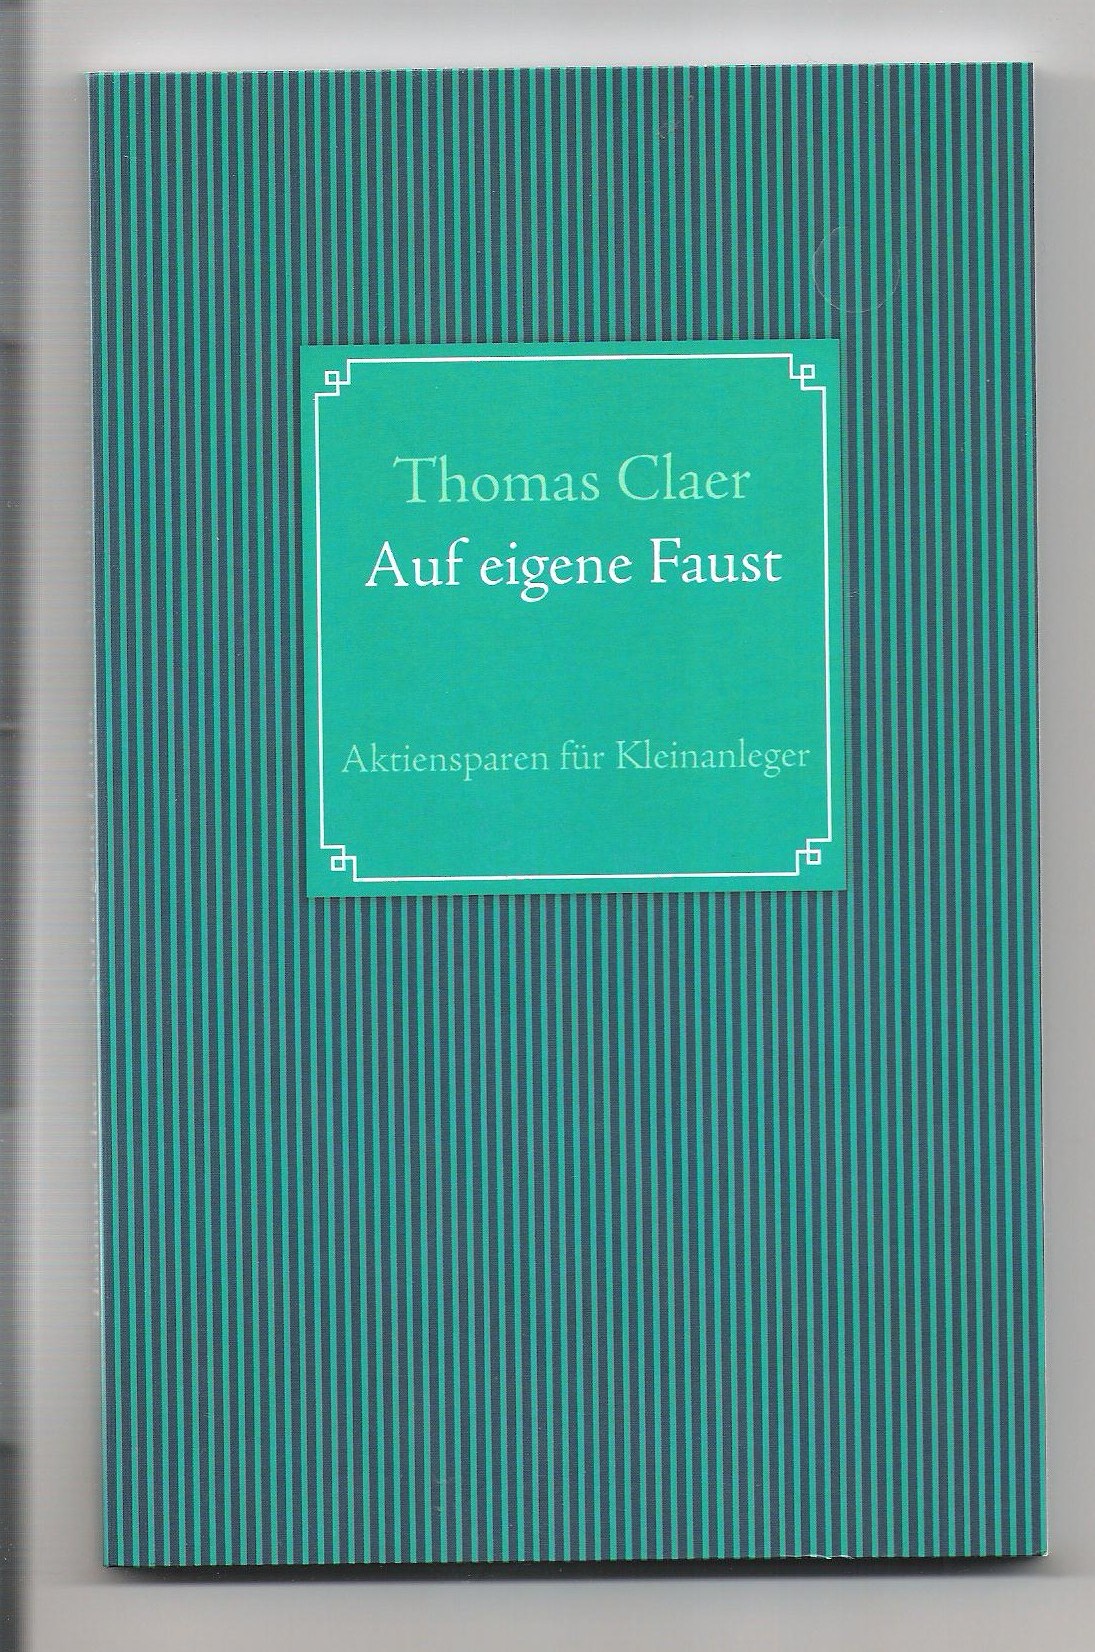 Thomas Claer
Auf eigene Faust
Aktiensparen für Kleinanleger